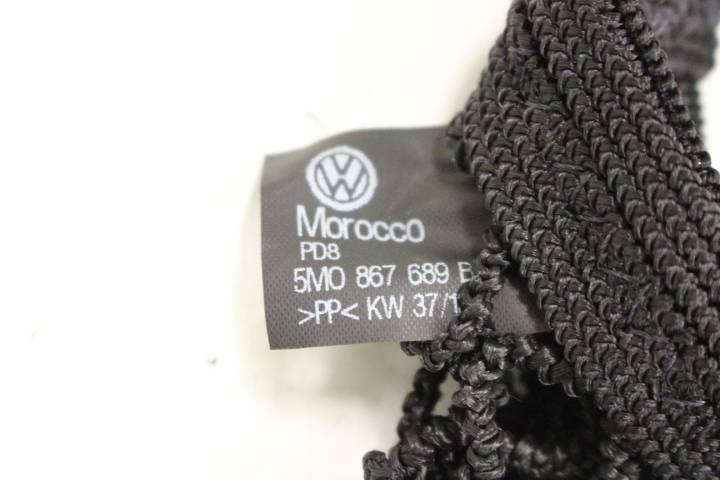 Morocco
PD8
5M0 867 689 B
>PP< KW 37/1